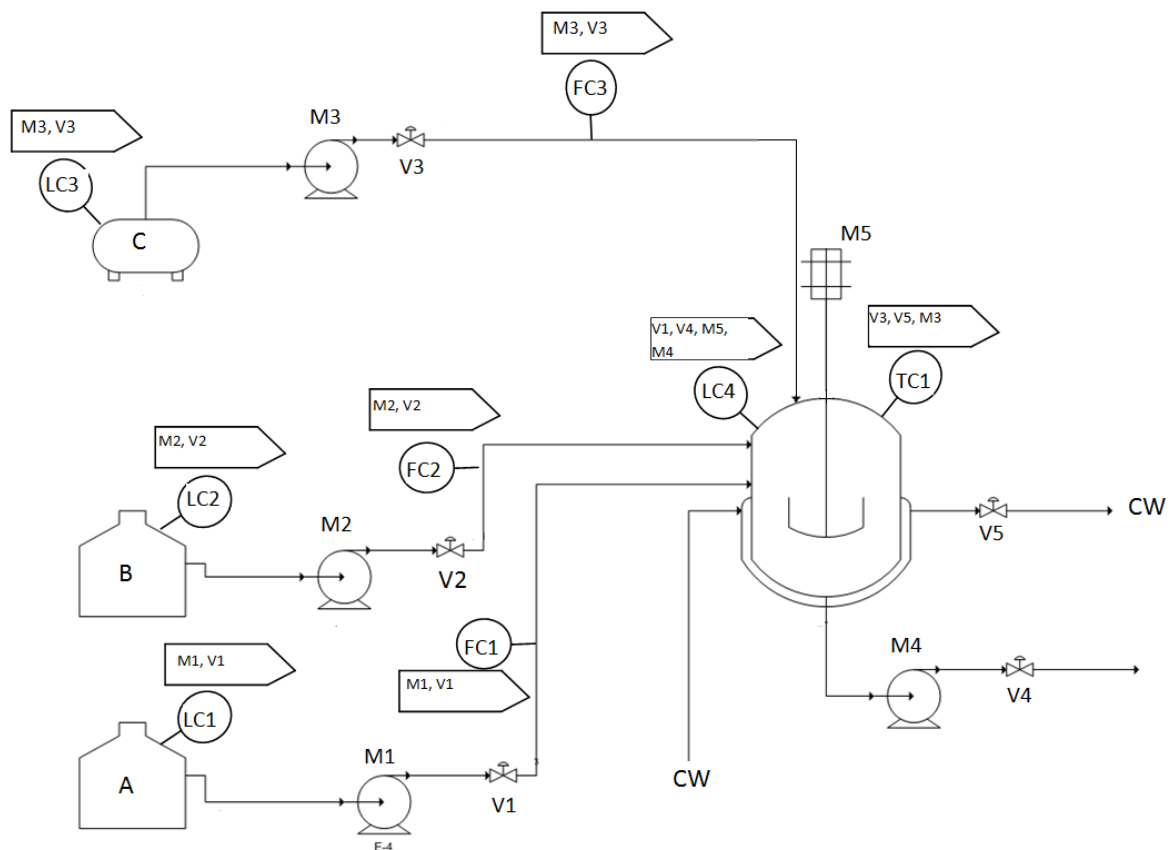 M3, V3
FC3
M3, V3
M3
LC3
V3
C
M5
V1, V4, M5,
M4
V3, V5, M3
LC4
TC1
M2, V2
M2, V2
FC2
LC2
M2
CW
V5
B
V2
FC1
M1, V1
M4
M1, V1
V4
LC1
M1
CW
A
V1